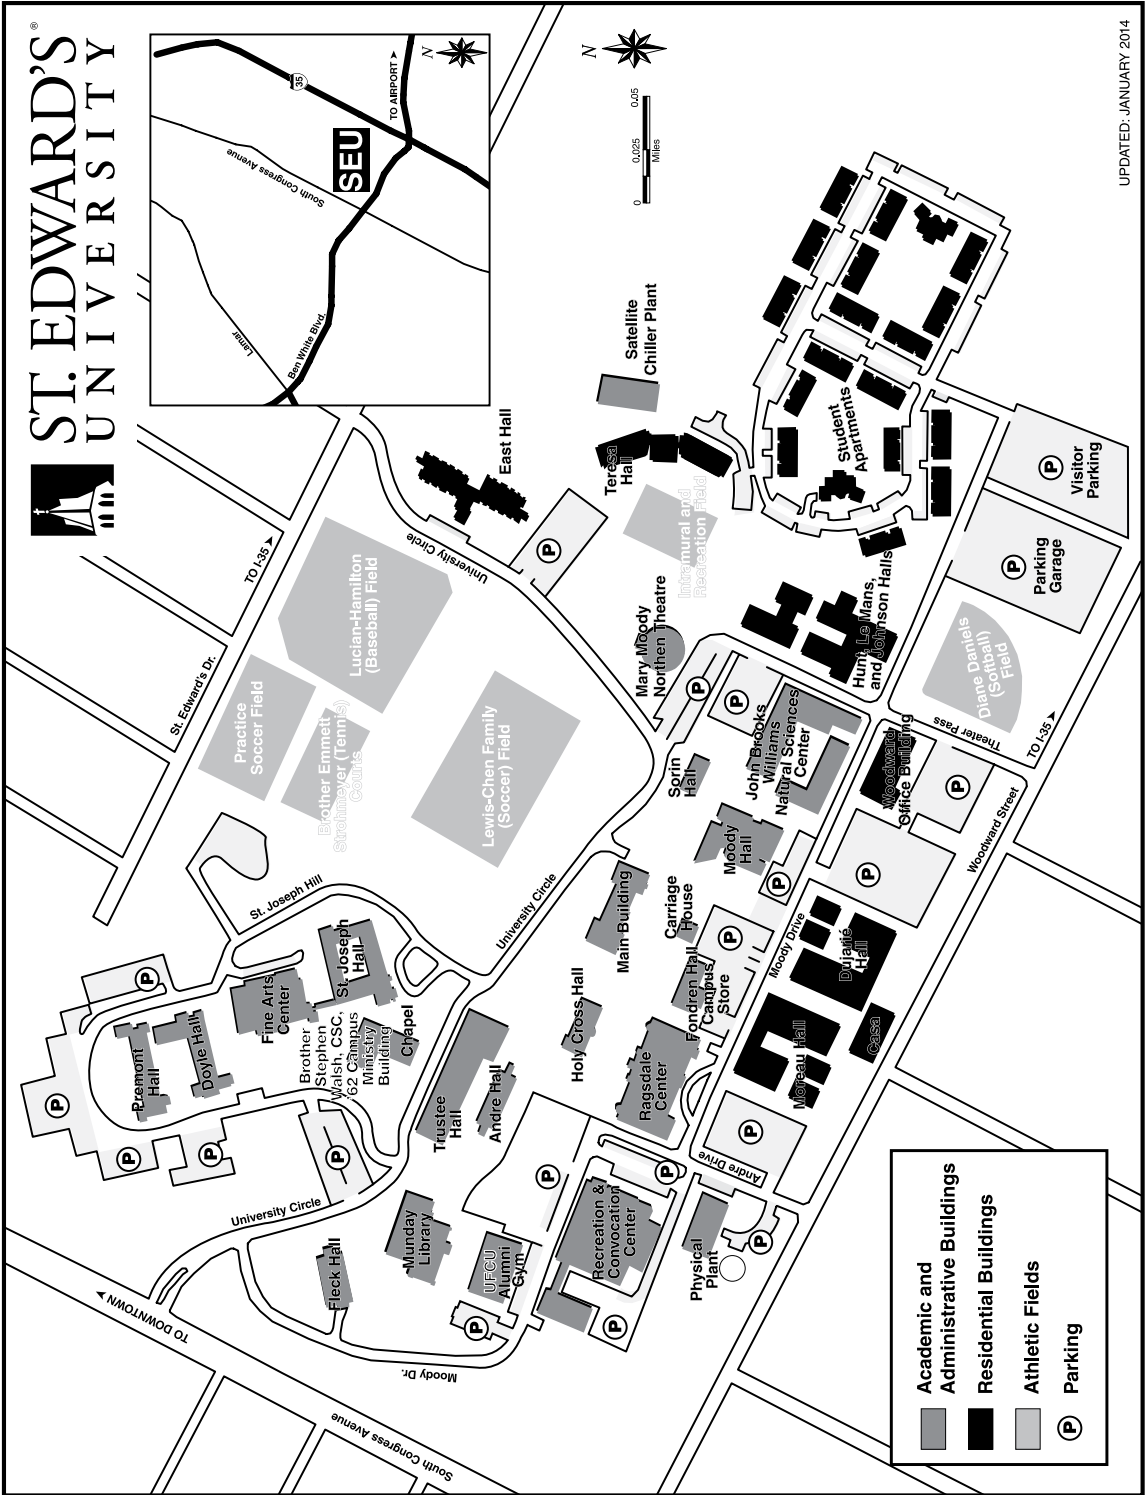 ST. EDWARD'S®
UNIVERSITY
35
N
TO AIRPORT
South Congress Avenue
SEU
Lamar
Ben White Blvd.
N
0
0.025
0.05
Miles
UPDATED: JANUARY 2014
TO I-35
St. Edward's Dr.
Practice
Soccer Field
Lucian-Hamilton
(Baseball) Field
Brother Emmett
Strohmeyer (Tennis)
Courts
Lewis-Chen Family
(Soccer) Field
University Circle
East Hall
P
Satellite
Chiller Plant
Teresa
Hall
Intramural and
Recreation Field
Student
Apartments
Mary Moody
Northen Theatre
Hunt, Le Mans,
and Johnson Halls
P
Visitor
Parking
P
Parking
Garage
Diane Daniels
(Softball)
Field
Theater Pass
TO I-35
Woodward Street
P
P
John Brooks
Williams
Natural Sciences
Center
Sorin
Hall
Woodward
Office Building
P
P
Moody
Hall
P
Carriage
House
P
Main Building
University Circle
St. Joseph Hill
St. Joseph
Hall
Fine Arts
Center
P
Premont
Hall
Doyle Hall
P
P
P
P
Brother
Stephen
Walsh, CSC,
'62 Campus
Ministry
Building
Chapel
Trustee
Hall
Andre Hall
Holy Cross Hall
Fondren Hall
Campus
Store
Ragsdale
Center
Moody Drive
Dujarié
Hall
Moreau Hall
Casa
P
Andre Drive
P
P
Recreation &
Convocation
Center
Physical
Plant
P
P
P
UFCU
Alumni
Gym
Munday
Library
Fleck Hall
University Circle
TO DOWNTOWN
Moody Dr.
South Congress Avenue
Academic and
Administrative Buildings
Residential Buildings
Athletic Fields
P
Parking